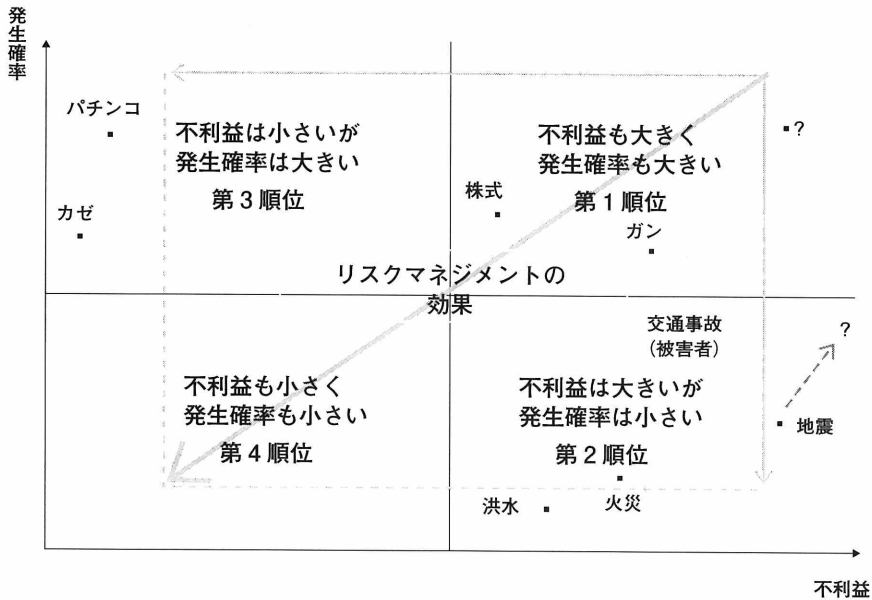 発生確率
パチンコ
不利益は小さいが
発生確率は大きい
第3順位
カゼ
不利益も大きく
発生確率も大きい
第1順位
?
株式
ガン
リスクマネジメントの
効果
交通事故
(被害者)
?
不利益も小さく
発生確率も小さい
第4順位
不利益は大きいが
発生確率は小さい
第2順位
地震
洪水
火災
不利益